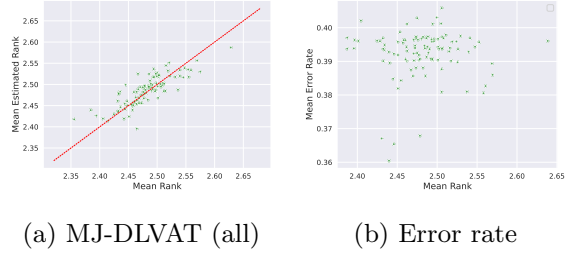 2.65
2.60
2.55
2.50
2.45
2.40
2.35
Mean Estimated Rank
2.35 2.40 2.45 2.50 2.55 2.60 2.65
Mean Rank
(a) MJ-DLVAT (all)
0.40
0.39
0.38
0.37
0.36
Mean Error Rate
2.40 2.45 2.50 2.55 2.60 2.65
Mean Rank
(b) Error rate